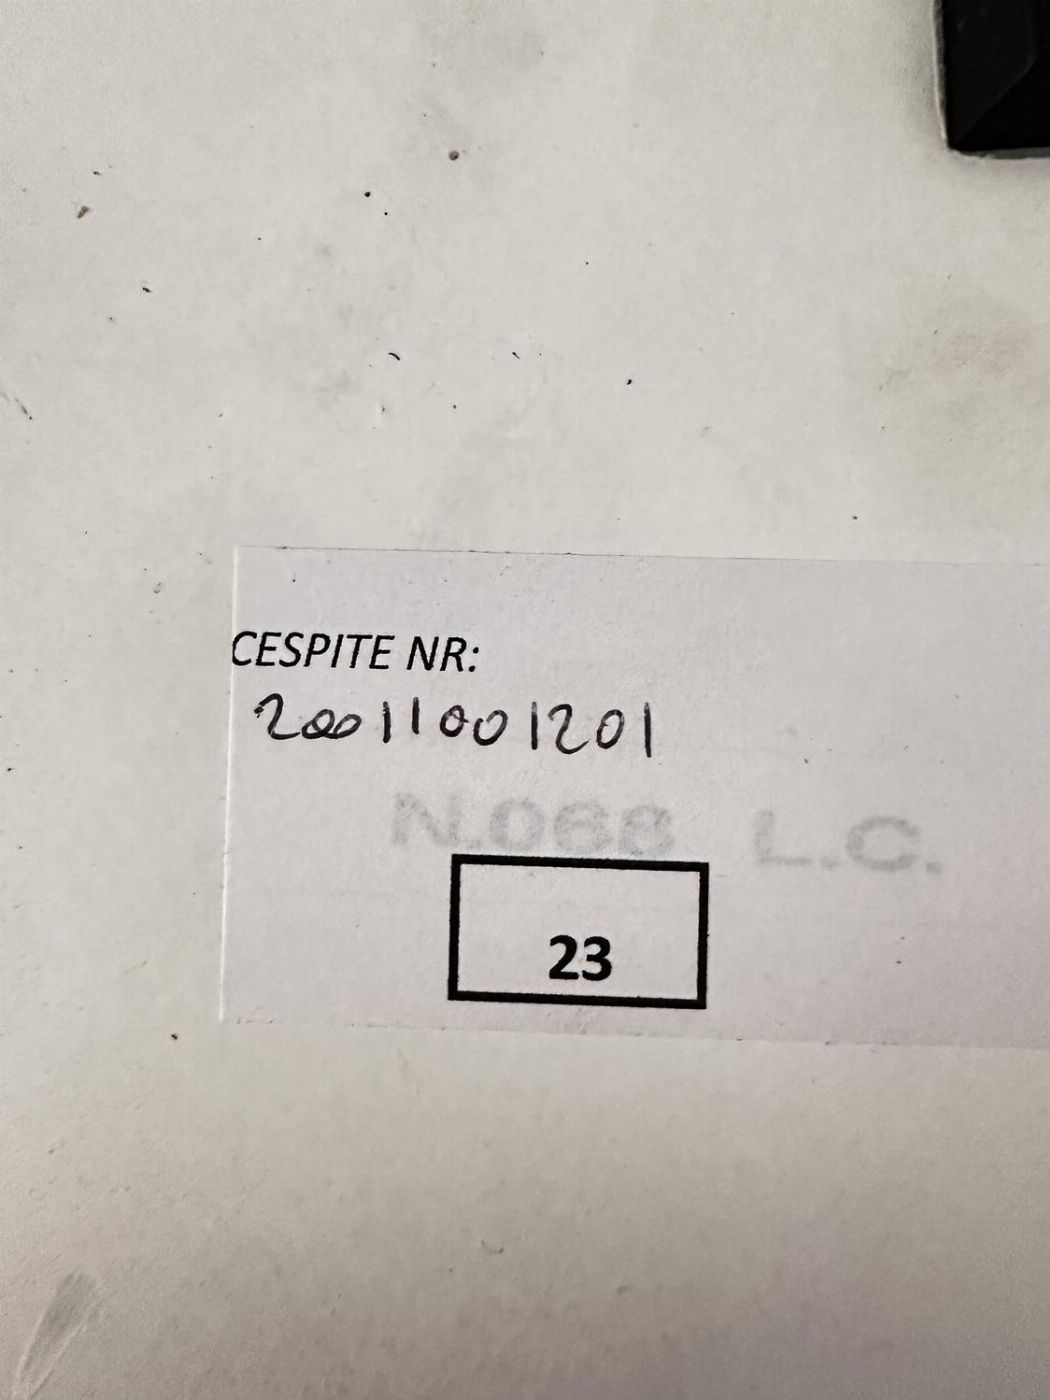 CESPITE NR:
20011001201
N.068 L.C.
23